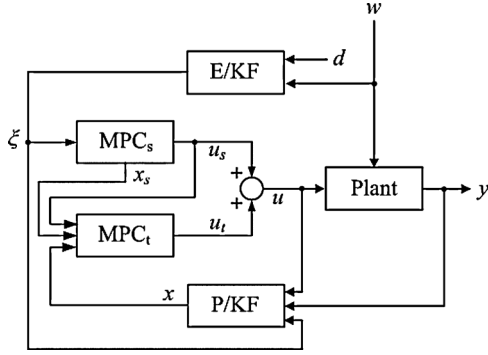 w
E/KF
d
ξ
MPCₛ
uₛ
xₛ
+
+
u
Plant
y
MPCₜ
uₜ
x
P/KF